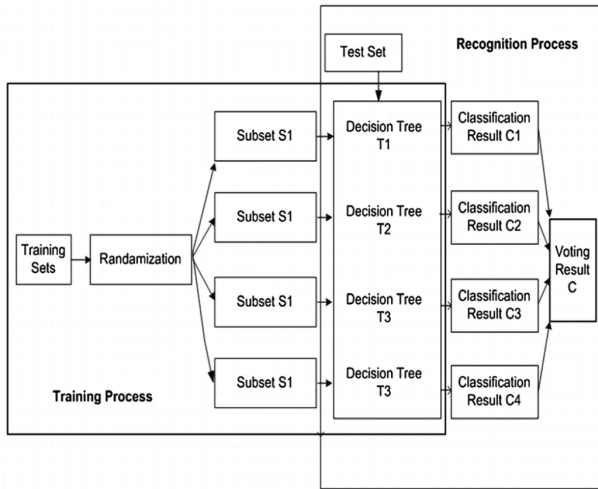 Recognition Process
Test Set
Subset S1
Decision Tree
T1
Classification
Result C1
Subset S1
Decision Tree
T2
Classification
Result C2
Training
Sets
Randamization
Voting
Result
C
Subset S1
Decision Tree
T3
Classification
Result C3
Subset S1
Decision Tree
T3
Classification
Result C4
Training Process